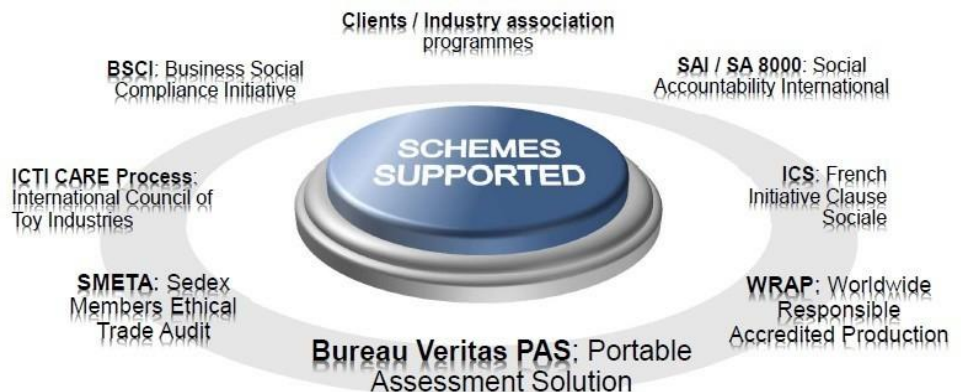 Clients / Industry association
programmes
BSCI: Business Social
Compliance Initiative
SAI / SA 8000: Social
Accountability International
SCHEMES
SUPPORTED
ICTI CARE Process:
International Council of
Toy Industries
ICS: French
Initiative Clause
Sociale
SMETA: Sedex
Members Ethical
Trade Audit
WRAP: Worldwide
Responsible
Accredited Production
Bureau Veritas PAS: Portable
Assessment Solution